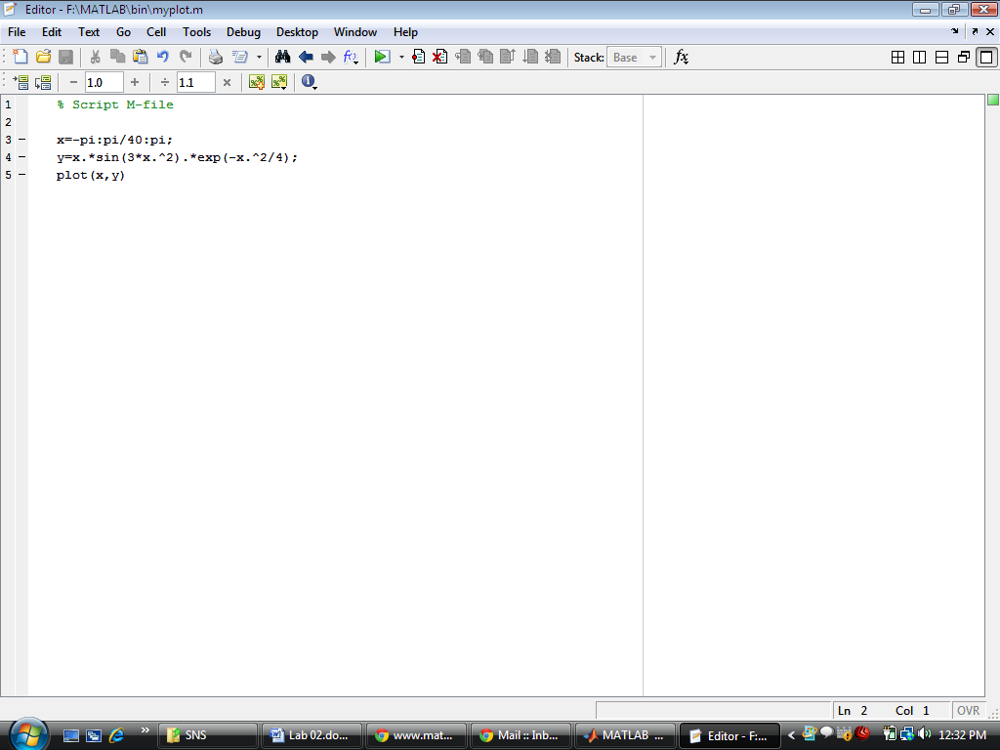 Editor - F:\MATLAB\bin\myplot.m
File Edit Text Go Cell Tools Debug Desktop Window Help
Stack: Base fx
− 1.0 + ÷ 1.1 ×
1 % Script M-file
2
3 – x=-pi:pi/40:pi;
4 – y=x.*sin(3*x.^2).*exp(-x.^2/4);
5 – plot(x,y)
Ln 2 Col 1 OVR
» SNS Lab 02.do... www.mat... Mail :: Inb... MATLAB ... Editor - F:... < 12:32 PM